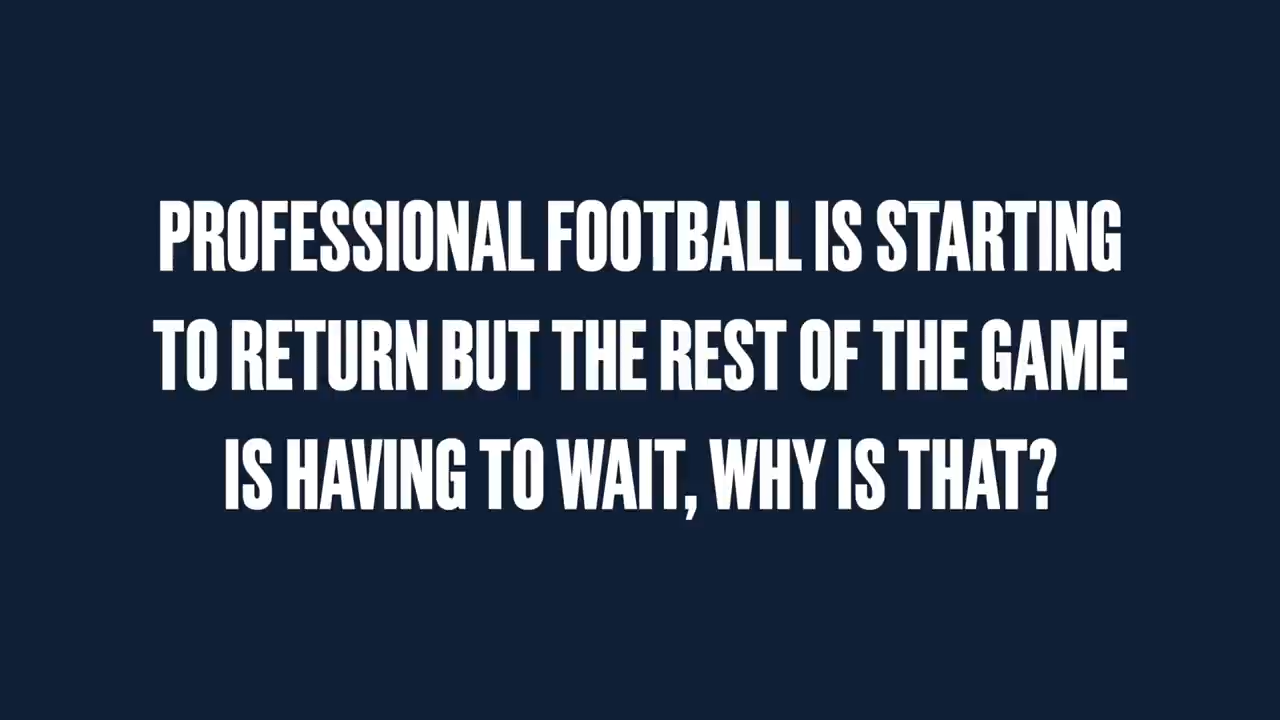 PROFESSIONAL FOOTBALL IS STARTING
TO RETURN BUT THE REST OF THE GAME
IS HAVING TO WAIT, WHY IS THAT?